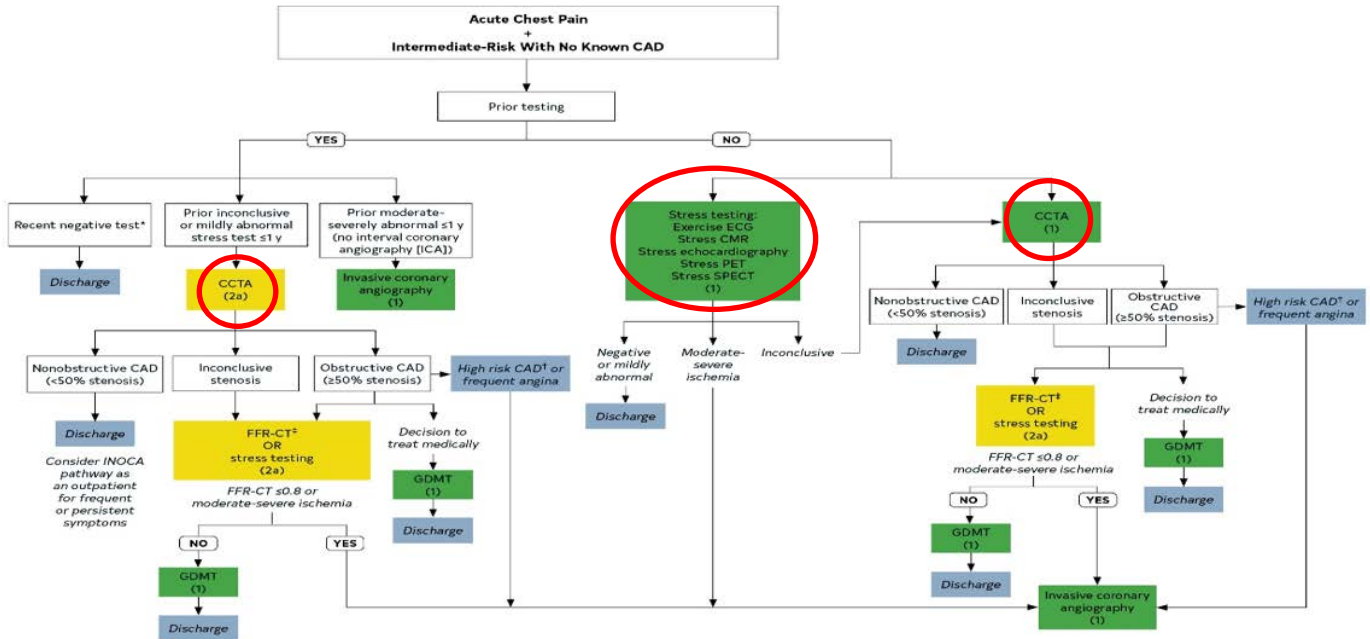 Acute Chest Pain
+
Intermediate-Risk With No Known CAD
Prior testing
YES
NO
Recent negative test*
Prior inconclusive
or mildly abnormal
stress test ≤1 y
Prior moderate-
severely abnormal ≤1 y
(no interval coronary
angiography [ICA])
Stress testing:
Exercise ECG
Stress CMR
Stress echocardiography
Stress PET
Stress SPECT
(1)
CCTA
(1)
Discharge
CCTA
(2a)
Invasive coronary
angiography
(1)
Nonobstructive CAD
(<50% stenosis)
Inconclusive
stenosis
Obstructive CAD
(≥50% stenosis)
High risk CAD† or
frequent angina
Negative
or mildly
abnormal
Moderate-
severe
ischemia
Inconclusive
Discharge
Nonobstructive CAD
(<50% stenosis)
Inconclusive
stenosis
Obstructive
CAD
(≥50% stenosis)
High risk CAD† or
frequent angina
Discharge
Discharge
Consider INOCA
pathway as
an outpatient
for frequent
or persistent
symptoms
FFR-CT‡
OR
stress testing
(2a)
Decision to
treat medically
GDMT
(1)
Discharge
FFR-CT ≤0.8 or
moderate-severe ischemia
NO
YES
GDMT
(1)
Discharge
FFR-CT‡
OR
stress testing
(2a)
Decision to
treat medically
GDMT
(1)
Discharge
FFR-CT ≤0.8 or
moderate-severe ischemia
NO
YES
GDMT
(1)
Discharge
Invasive coronary
angiography
(1)